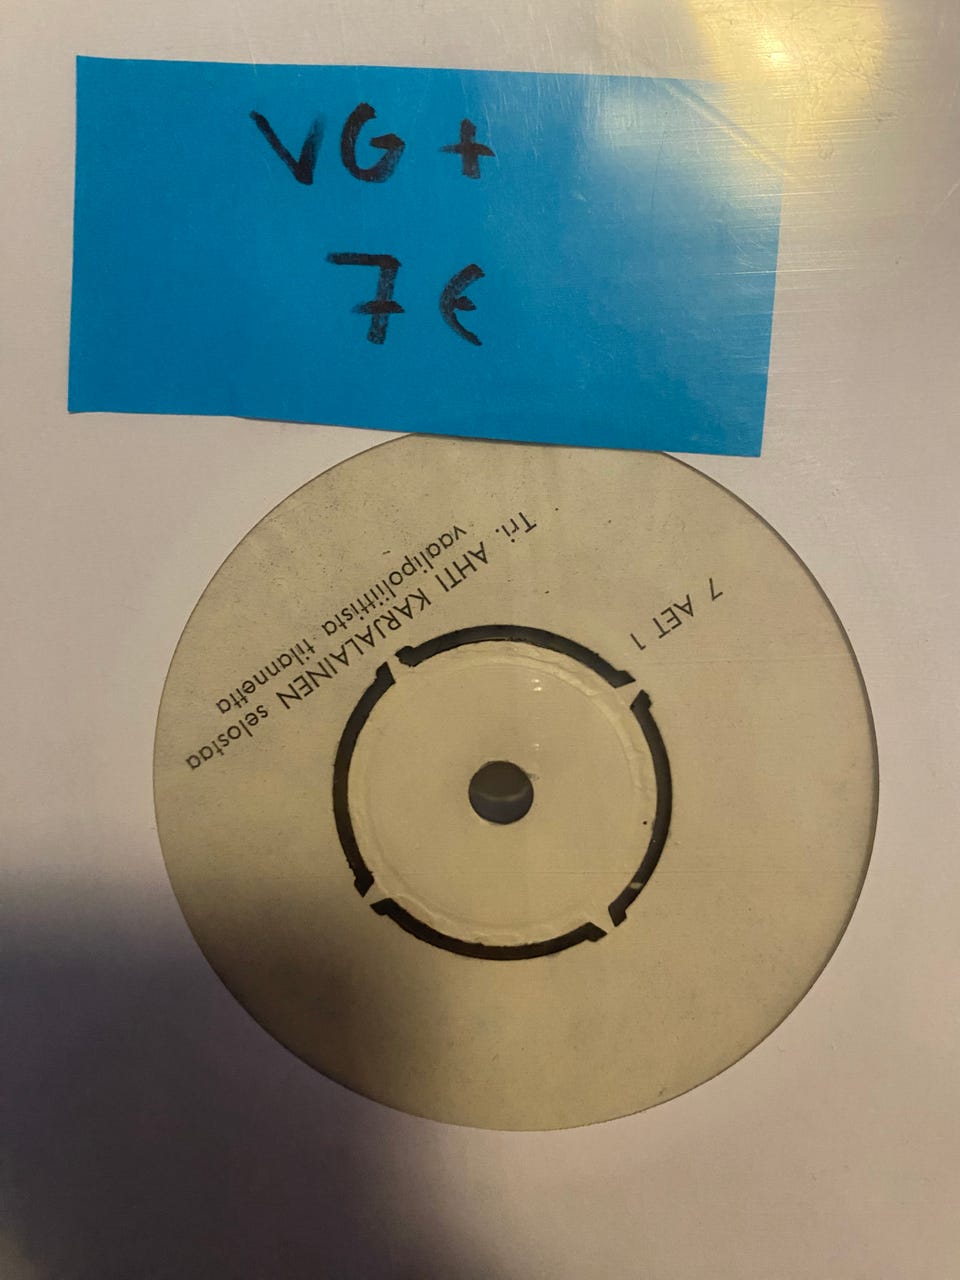 VG+
7€
7 AET 1
Tri. AHTI KARJALAINEN selostaa
vaalipoliittista tilannetta